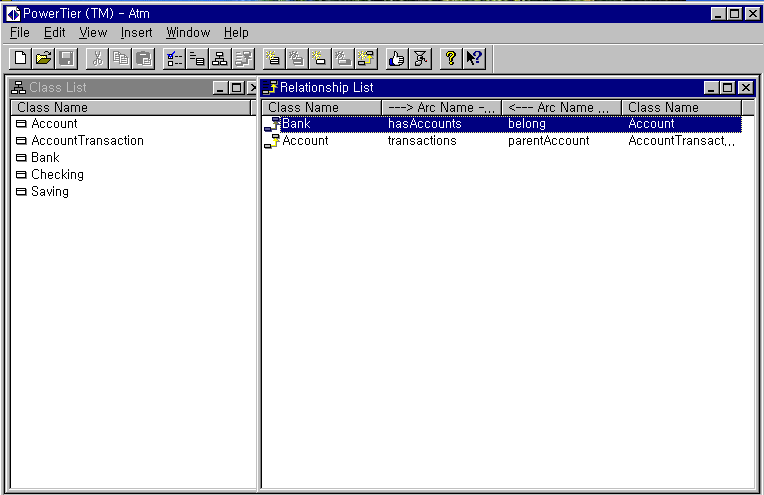 PowerTier (TM) - Atm
File Edit View Insert Window Help
Class List
Class Name
Account
AccountTransaction
Bank
Checking
Saving
Relationship List
Class Name ---> Arc Name -... <--- Arc Name ... Class Name
Bank hasAccounts belong Account
Account transactions parentAccount AccountTransact...